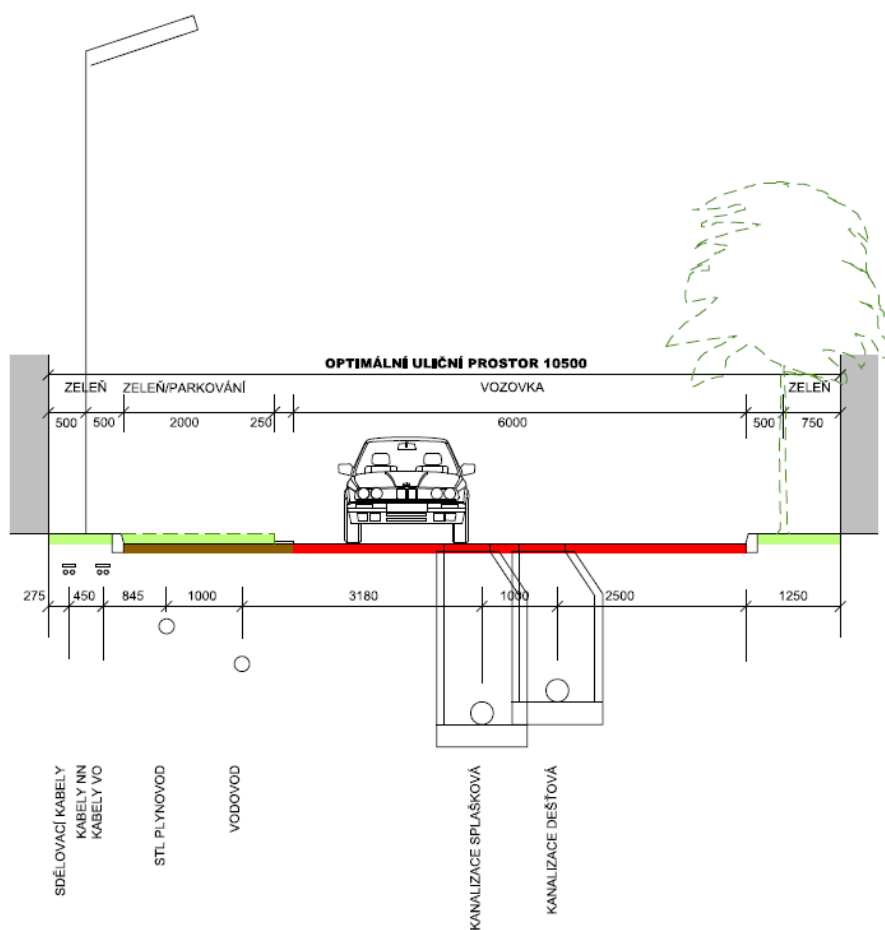 OPTIMÁLNÍ ULIČNÍ PROSTOR 10500
ZELEŇ ZELEŇ/PARKOVÁNÍ VOZOVKA ZELEŇ
500 500 2000 250 6000 500 750
275 450 845 1000 3180 1000 2500 1250
SDĚLOVACÍ KABELY
KABELY NN
KABELY VO
STL PLYNOVOD
VODOVOD
KANALIZACE SPLAŠKOVÁ
KANALIZACE DEŠŤOVÁ